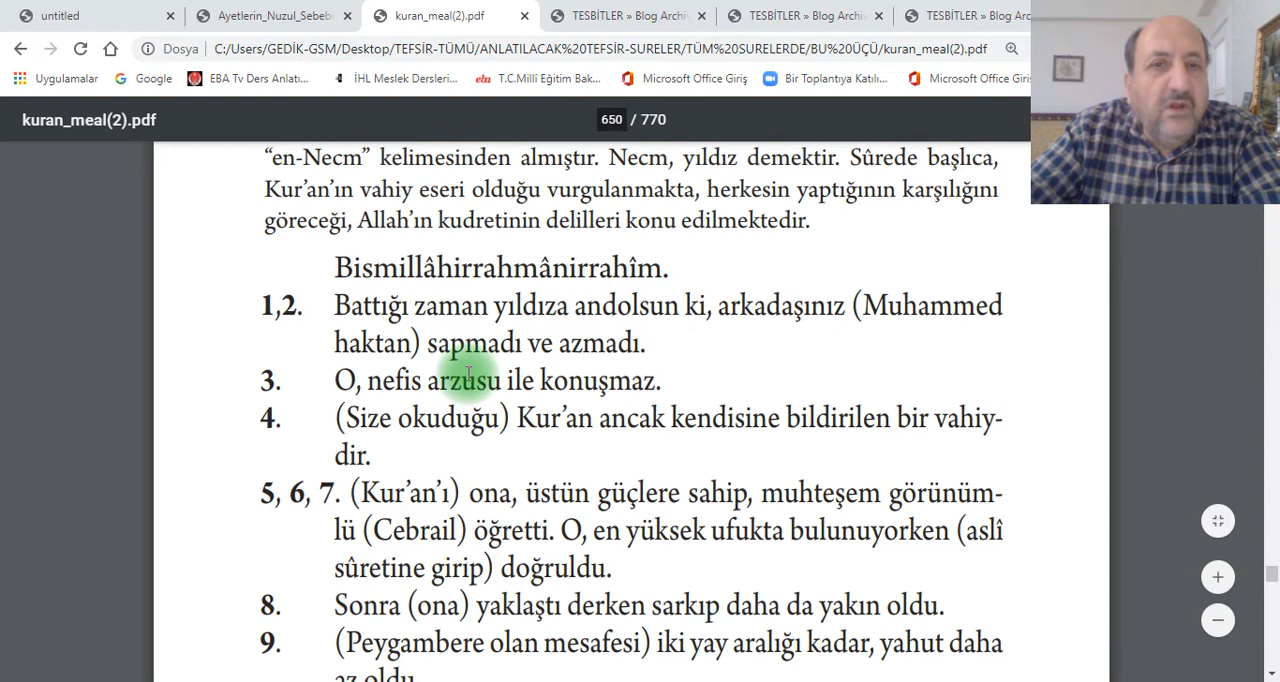 untitled
Ayetlerin_Nuzul_Sebebi
kuran_meal(2).pdf
TESBİTLER » Blog Archiv
TESBİTLER » Blog Archiv
TESBİTLER » Blog Arc
Dosya C:/Users/GEDİK-GSM/Desktop/TEFSİR-TÜMÜ/ANLATILACAK%20TEFSİR-SURELER/TÜM%20SURELERDE/BU%20ÜÇÜ/kuran_meal(2).pdf
Uygulamalar Google EBA Tv Ders Anlatı... İHL Meslek Dersleri... eba T.C.Millî Eğitim Bak... Microsoft Office Giriş Bir Toplantıya Katılı... Microsoft Office Giriş
kuran_meal(2).pdf 650 / 770
“en-Necm” kelimesinden almıştır. Necm, yıldız demektir. Sûrede başlıca,
Kur’an’ın vahiy eseri olduğu vurgulanmakta, herkesin yaptığının karşılığını
göreceği, Allah’ın kudretinin delilleri konu edilmektedir.
Bismillâhirrahmânirrahîm.
1,2. Battığı zaman yıldıza andolsun ki, arkadaşınız (Muhammed
haktan) sapmadı ve azmadı.
3. O, nefis arzusu ile konuşmaz.
4. (Size okuduğu) Kur’an ancak kendisine bildirilen bir vahiy-
dir.
5, 6, 7. (Kur’an’ı) ona, üstün güçlere sahip, muhteşem görünüm-
lü (Cebrail) öğretti. O, en yüksek ufukta bulunuyorken (aslî
sûretine girip) doğruldu.
8. Sonra (ona) yaklaştı derken sarkıp daha da yakın oldu.
9. (Peygambere olan mesafesi) iki yay aralığı kadar, yahut daha
az oldu.